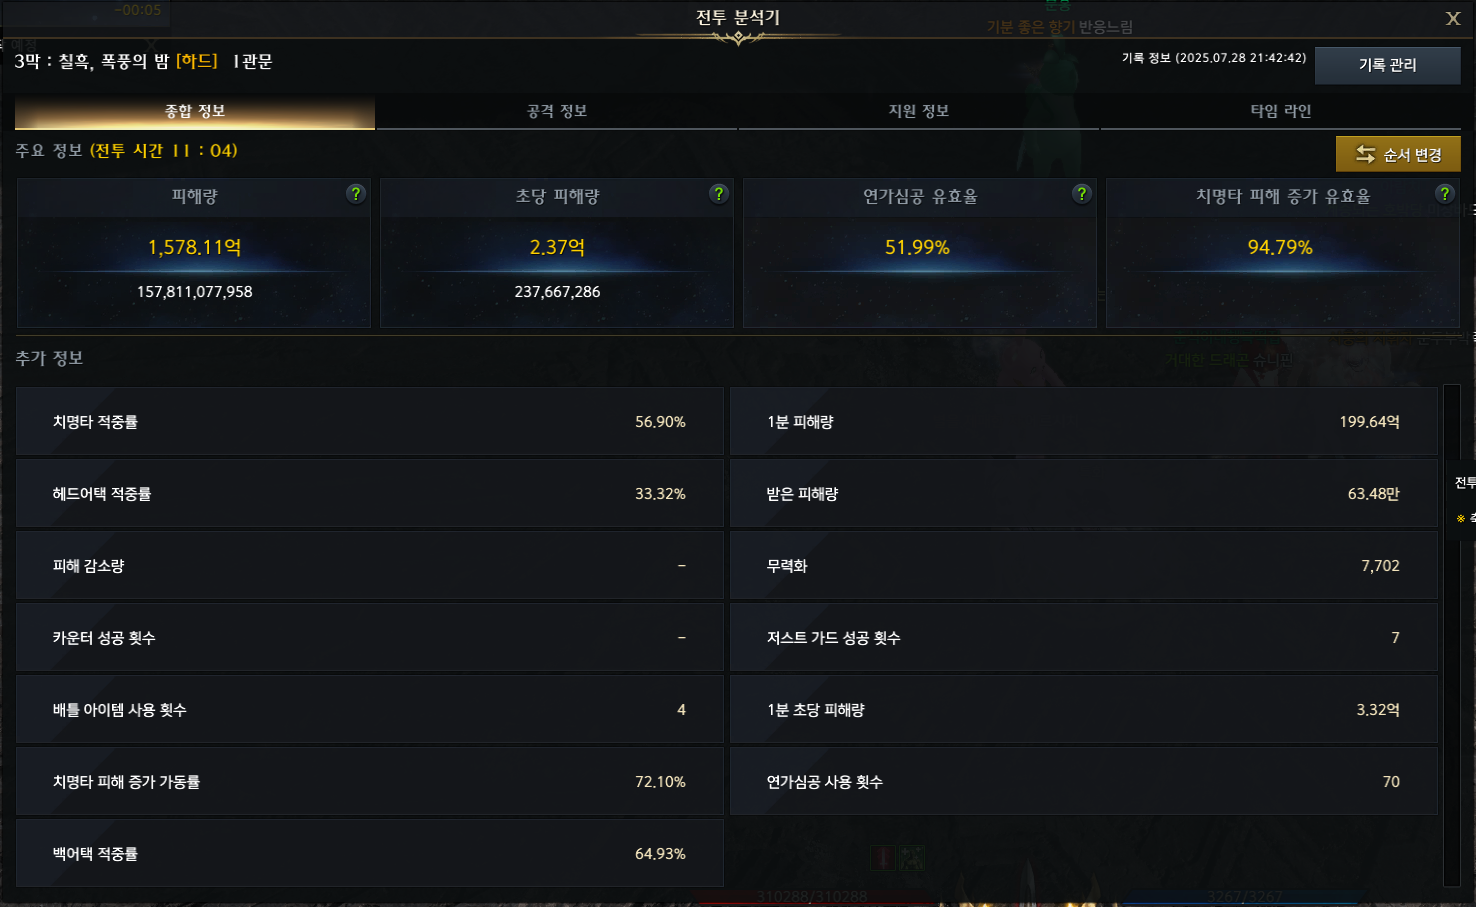 -00:05
전투 분석기
X
기분 좋은 향기 반응느림
3막 : 칠흑, 폭풍의 밤 [하드] 1관문
기록 정보 (2025.07.28 21:42:42)
기록 관리
종합 정보
공격 정보
지원 정보
타임 라인
주요 정보 (전투 시간 11 : 04)
순서 변경
피해량 ?
초당 피해량 ?
연가심공 유효율 ?
치명타 피해 증가 유효율 ?
1,578.11억
2.37억
51.99%
94.79%
157,811,077,958
237,667,286
추가 정보
거대한 드래곤 슈니핀
치명타 적중률 56.90%
1분 피해량 199.64억
헤드어택 적중률 33.32%
받은 피해량 63.48만
전투
피해 감소량 -
무력화 7,702
카운터 성공 횟수 -
저스트 가드 성공 횟수 7
배틀 아이템 사용 횟수 4
1분 초당 피해량 3.32억
치명타 피해 증가 가동률 72.10%
연가심공 사용 횟수 70
백어택 적중률 64.93%
310288/310288
3267/3267